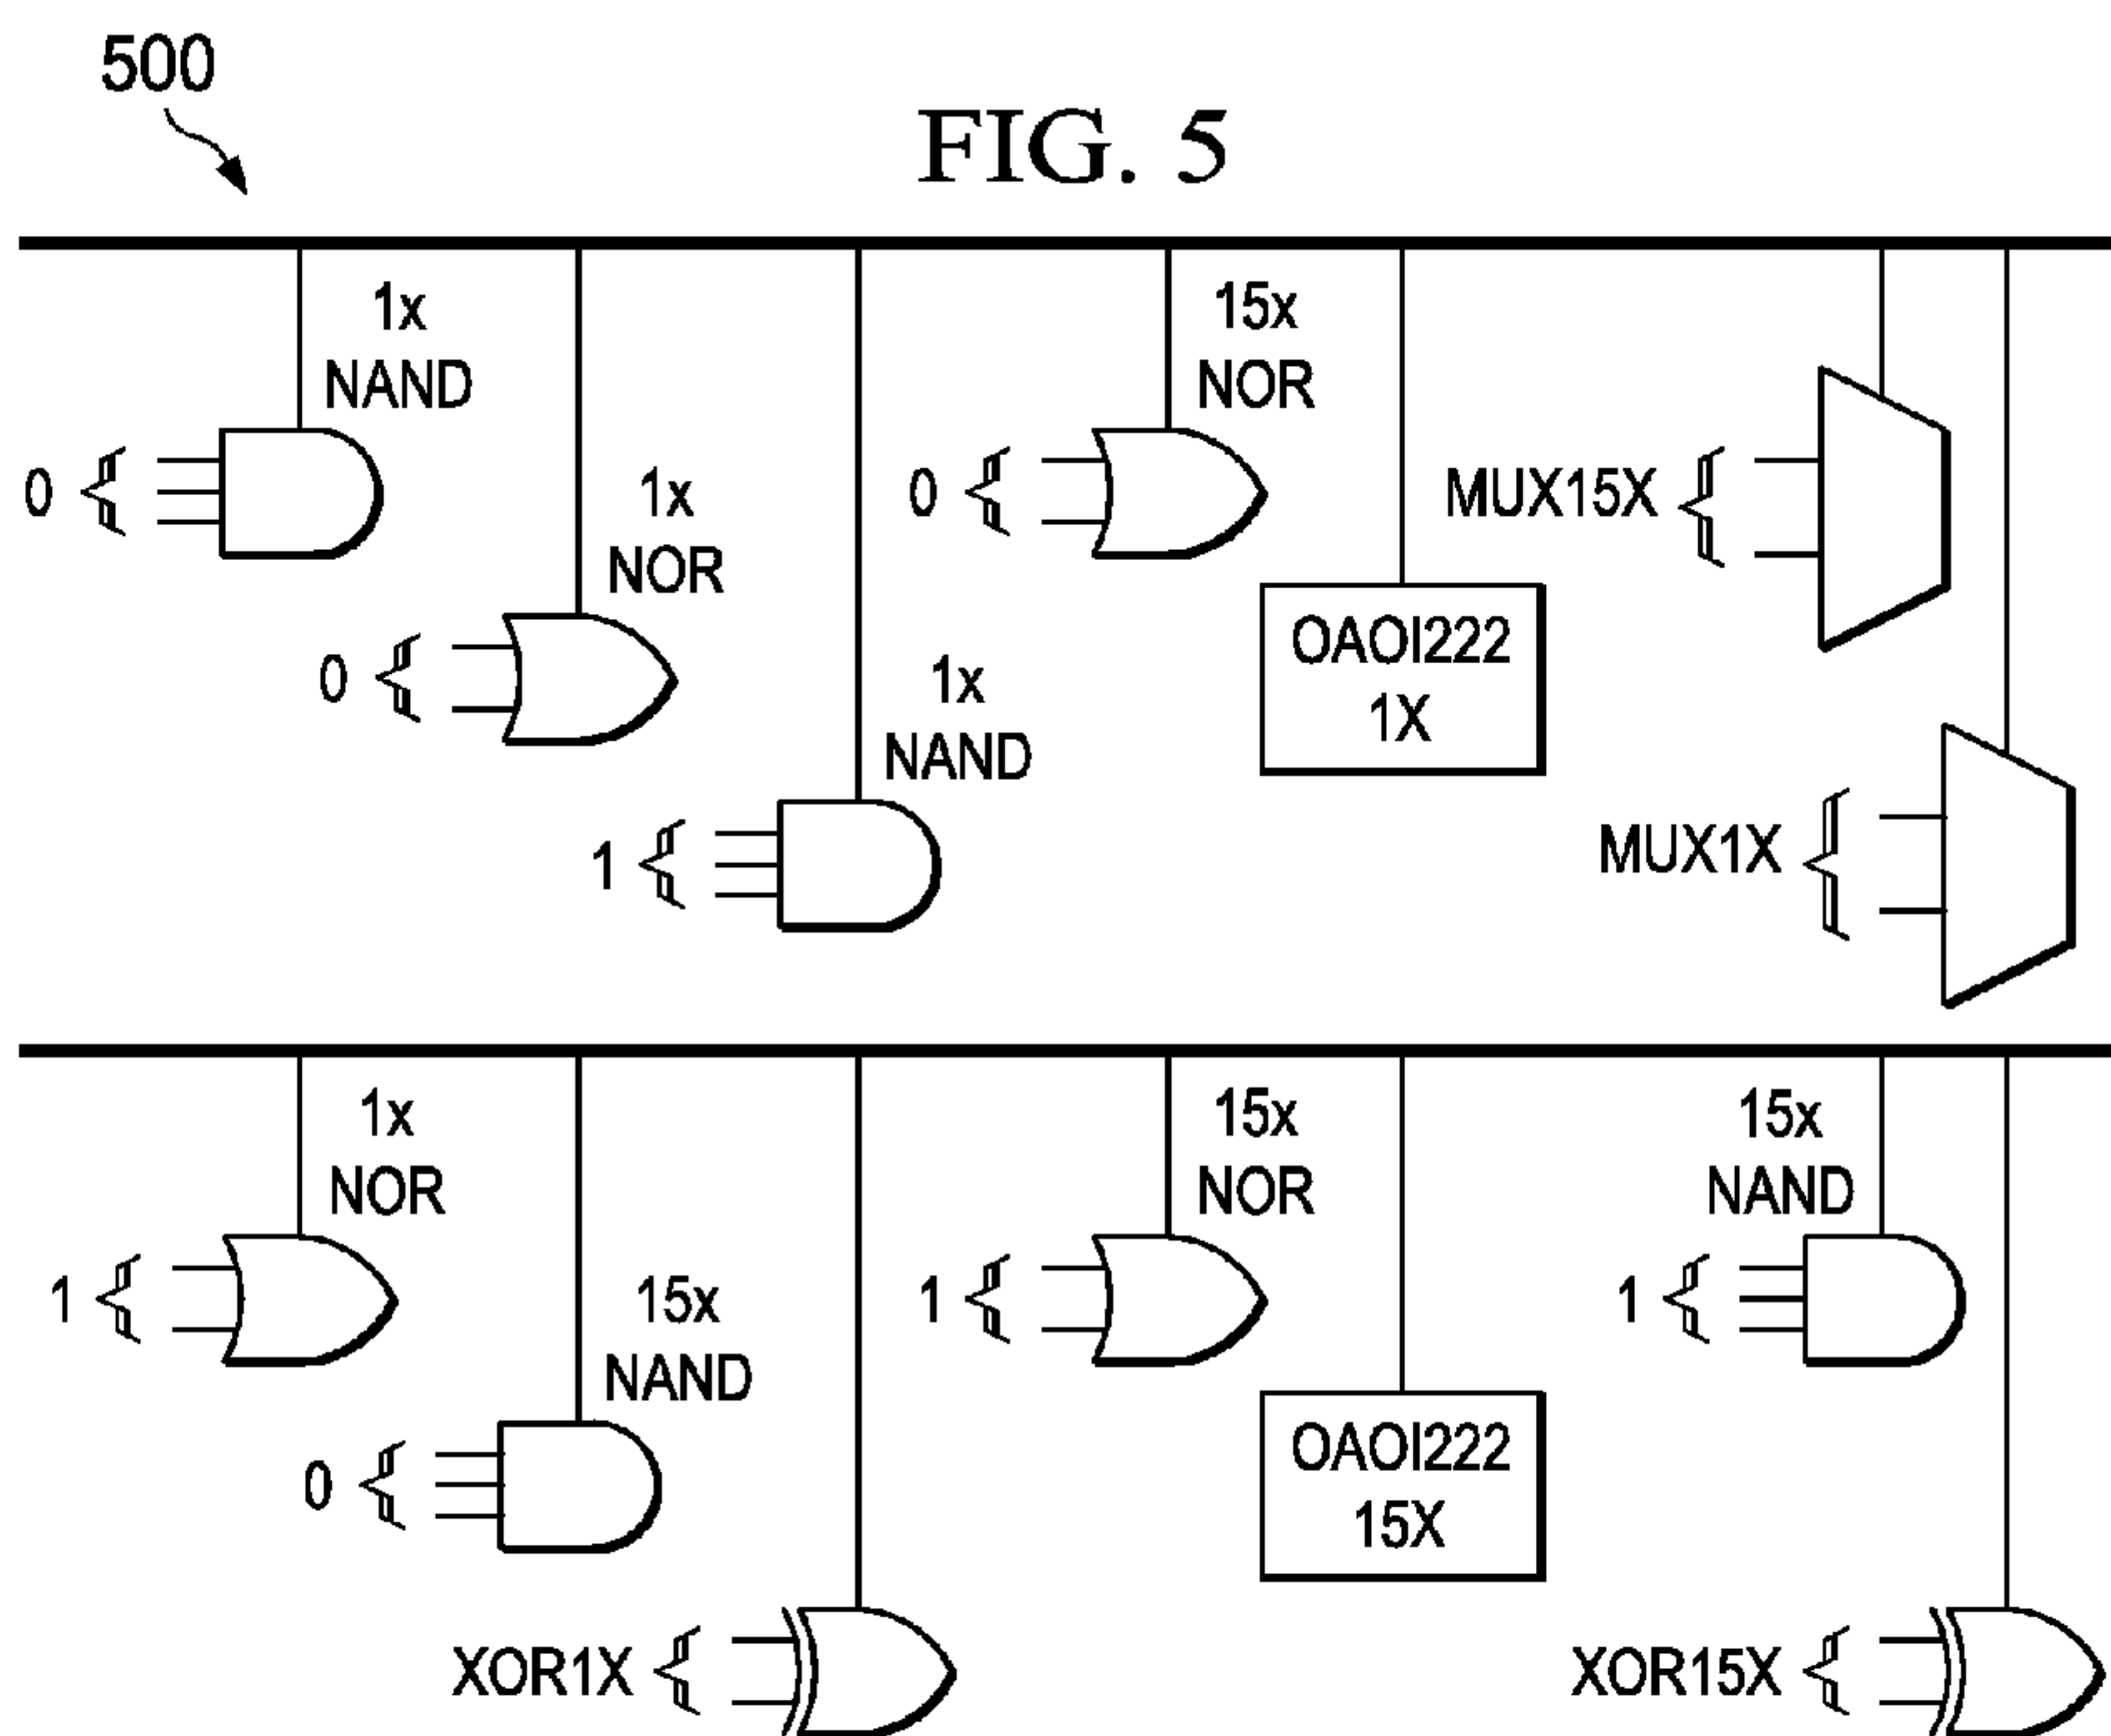 500
FIG. 5
1x
NAND
0
1x
NOR
0
1x
NAND
1
15x
NOR
0
OAOI222
1X
MUX15X
MUX1X
1x
NOR
1
15x
NAND
0
XOR1X
15x
NOR
1
OAOI222
15X
15x
NAND
1
XOR15X